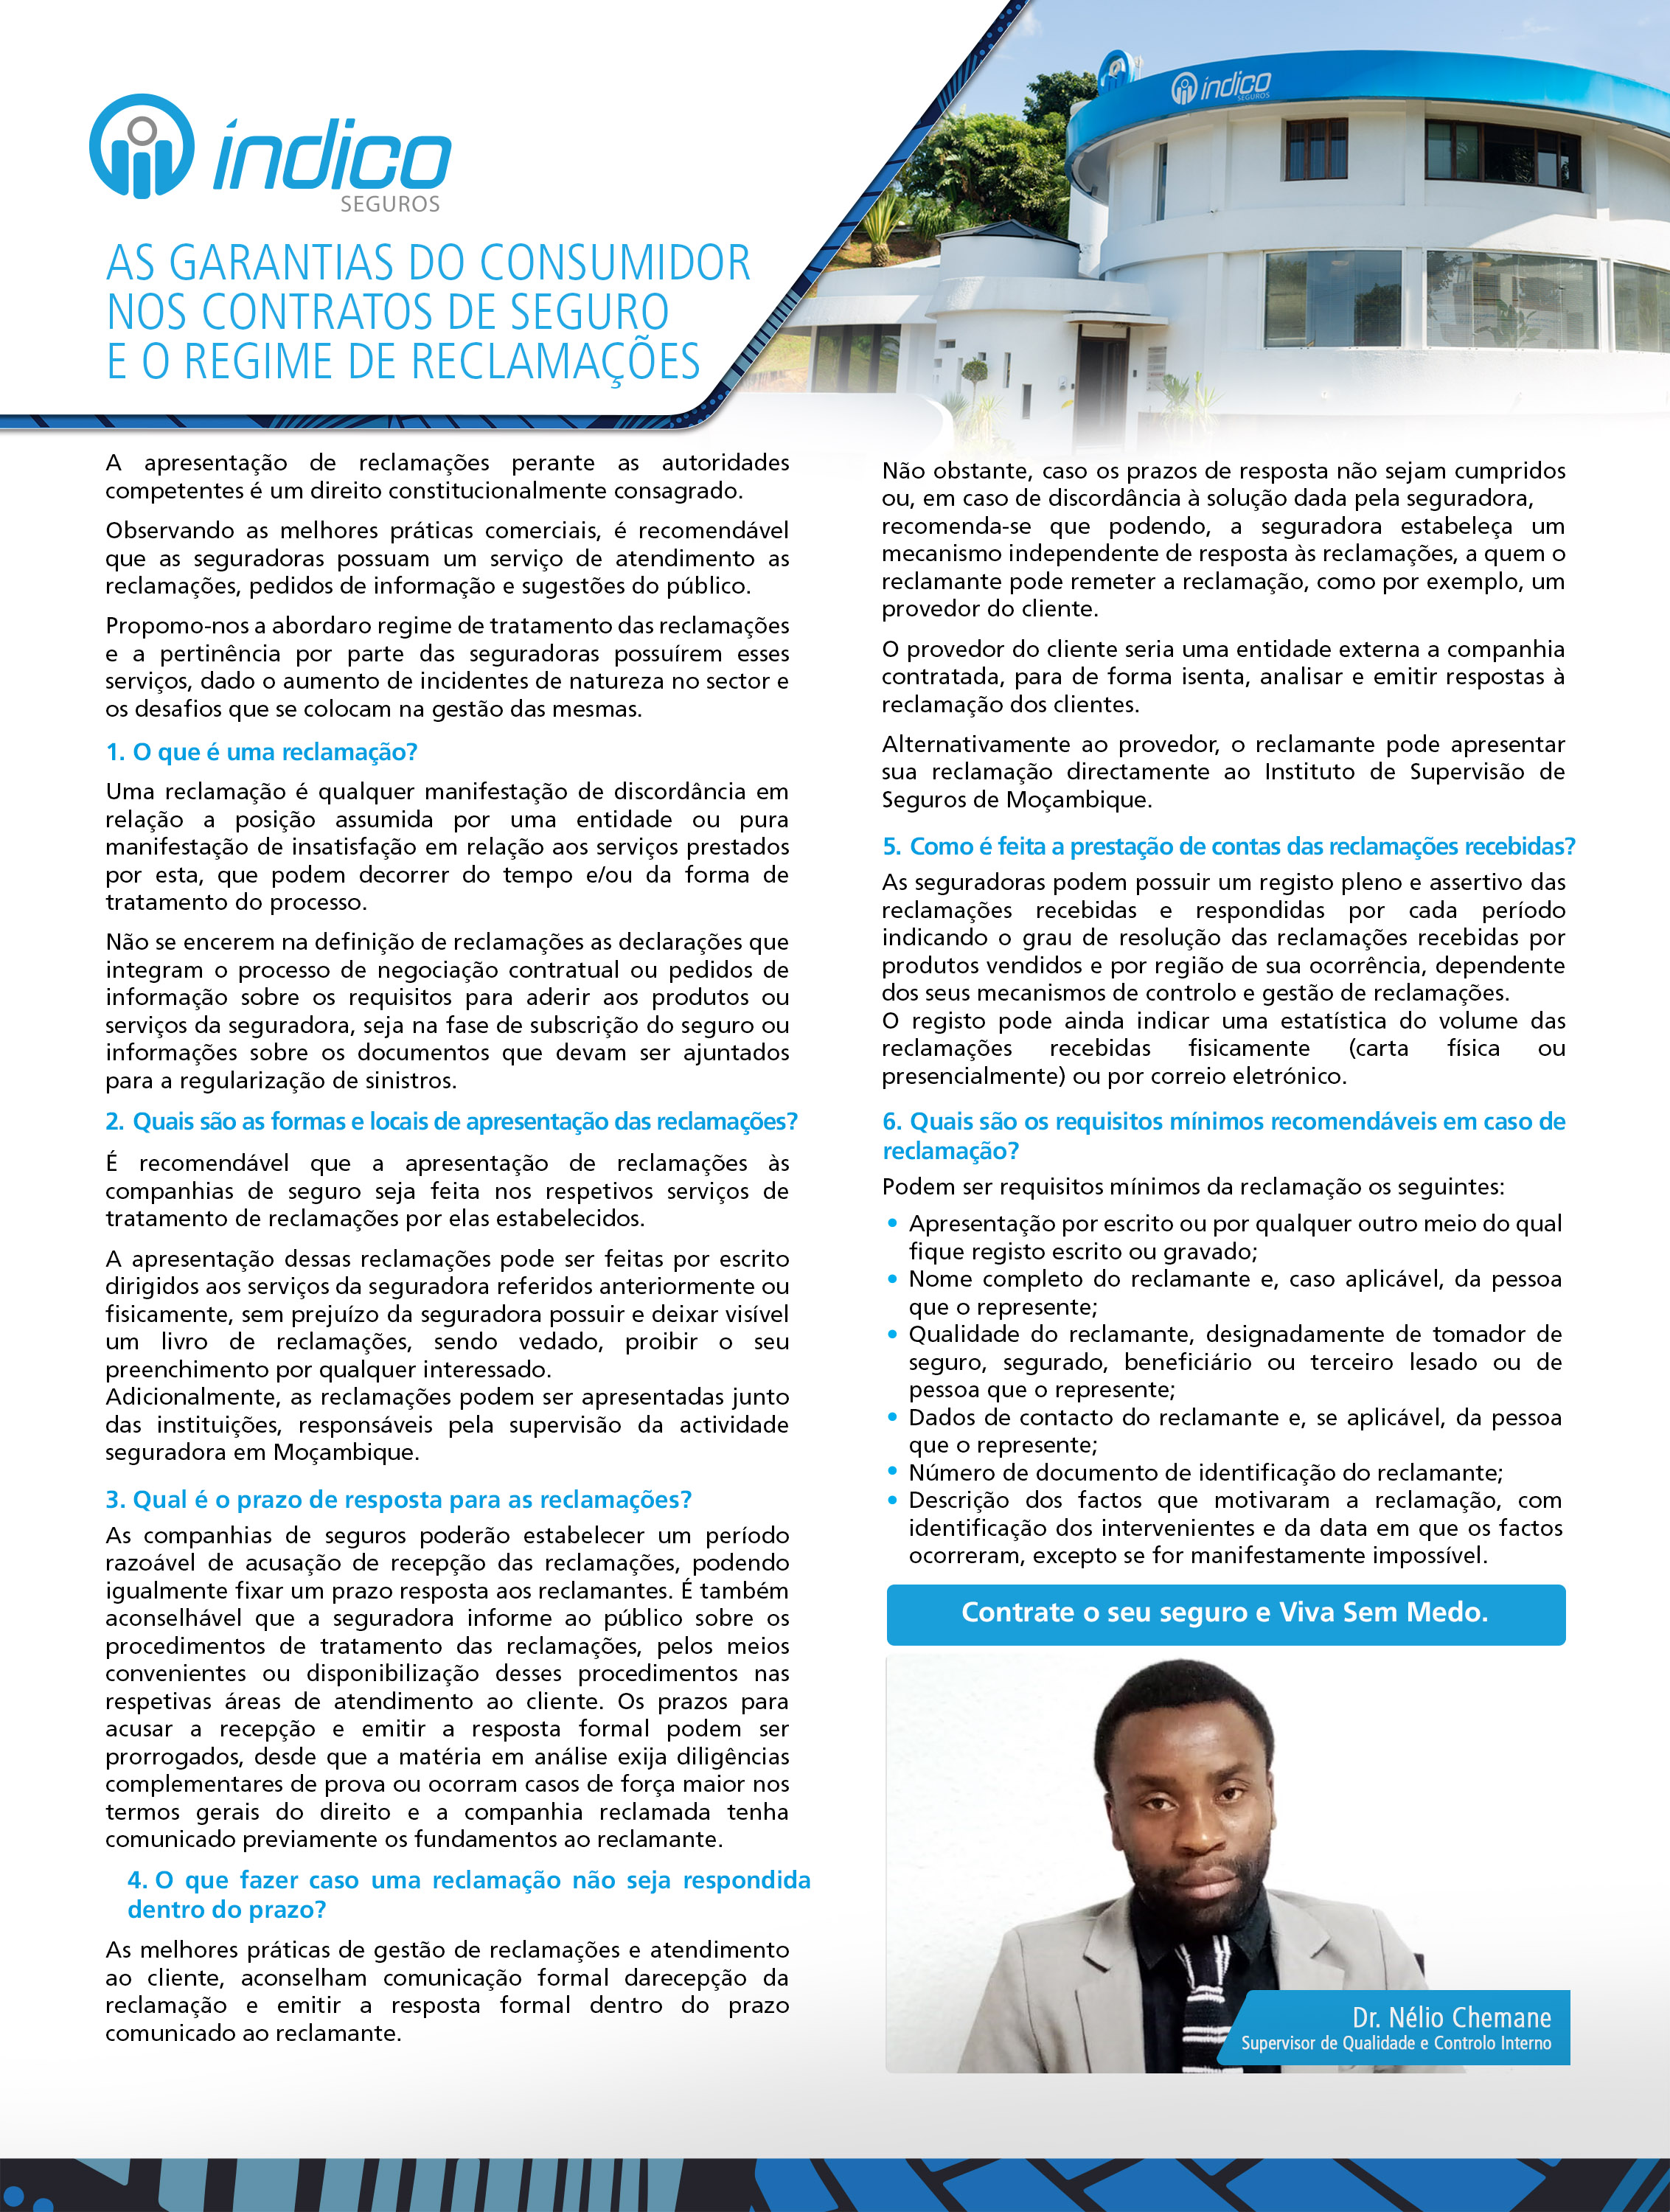 índico
SEGUROS
AS GARANTIAS DO CONSUMIDOR
NOS CONTRATOS DE SEGURO
E O REGIME DE RECLAMAÇÕES
índico
SEGUROS
A apresentação de reclamações perante as autoridades
competentes é um direito constitucionalmente consagrado.
Observando as melhores práticas comerciais, é recomendável
que as seguradoras possuam um serviço de atendimento as
reclamações, pedidos de informação e sugestões do público.
Propomo-nos a abordaro regime de tratamento das reclamações
e a pertinência por parte das seguradoras possuírem esses
serviços, dado o aumento de incidentes de natureza no sector e
os desafios que se colocam na gestão das mesmas.
1. O que é uma reclamação?
Uma reclamação é qualquer manifestação de discordância em
relação a posição assumida por uma entidade ou pura
manifestação de insatisfação em relação aos serviços prestados
por esta, que podem decorrer do tempo e/ou da forma de
tratamento do processo.
Não se encerem na definição de reclamações as declarações que
integram o processo de negociação contratual ou pedidos de
informação sobre os requisitos para aderir aos produtos ou
serviços da seguradora, seja na fase de subscrição do seguro ou
informações sobre os documentos que devam ser ajuntados
para a regularização de sinistros.
2. Quais são as formas e locais de apresentação das reclamações?
É recomendável que a apresentação de reclamações às
companhias de seguro seja feita nos respetivos serviços de
tratamento de reclamações por elas estabelecidos.
A apresentação dessas reclamações pode ser feitas por escrito
dirigidos aos serviços da seguradora referidos anteriormente ou
fisicamente, sem prejuízo da seguradora possuir e deixar visível
um livro de reclamações, sendo vedado, proibir o seu
preenchimento por qualquer interessado.
Adicionalmente, as reclamações podem ser apresentadas junto
das instituições, responsáveis pela supervisão da actividade
seguradora em Moçambique.
3. Qual é o prazo de resposta para as reclamações?
As companhias de seguros poderão estabelecer um período
razoável de acusação de recepção das reclamações, podendo
igualmente fixar um prazo resposta aos reclamantes. É também
aconselhável que a seguradora informe ao público sobre os
procedimentos de tratamento das reclamações, pelos meios
convenientes ou disponibilização desses procedimentos nas
respetivas áreas de atendimento ao cliente. Os prazos para
acusar a recepção e emitir a resposta formal podem ser
prorrogados, desde que a matéria em análise exija diligências
complementares de prova ou ocorram casos de força maior nos
termos gerais do direito e a companhia reclamada tenha
comunicado previamente os fundamentos ao reclamante.
4. O que fazer caso uma reclamação não seja respondida
dentro do prazo?
As melhores práticas de gestão de reclamações e atendimento
ao cliente, aconselham comunicação formal darecepção da
reclamação e emitir a resposta formal dentro do prazo
comunicado ao reclamante.
Não obstante, caso os prazos de resposta não sejam cumpridos
ou, em caso de discordância à solução dada pela seguradora,
recomenda-se que podendo, a seguradora estabeleça um
mecanismo independente de resposta às reclamações, a quem o
reclamante pode remeter a reclamação, como por exemplo, um
provedor do cliente.
O provedor do cliente seria uma entidade externa a companhia
contratada, para de forma isenta, analisar e emitir respostas à
reclamação dos clientes.
Alternativamente ao provedor, o reclamante pode apresentar
sua reclamação directamente ao Instituto de Supervisão de
Seguros de Moçambique.
5. Como é feita a prestação de contas das reclamações recebidas?
As seguradoras podem possuir um registo pleno e assertivo das
reclamações recebidas e respondidas por cada período
indicando o grau de resolução das reclamações recebidas por
produtos vendidos e por região de sua ocorrência, dependente
dos seus mecanismos de controlo e gestão de reclamações.
O registo pode ainda indicar uma estatística do volume das
reclamações recebidas fisicamente (carta física ou
presencialmente) ou por correio eletrónico.
6. Quais são os requisitos mínimos recomendáveis em caso de
reclamação?
Podem ser requisitos mínimos da reclamação os seguintes:
• Apresentação por escrito ou por qualquer outro meio do qual
fique registo escrito ou gravado;
• Nome completo do reclamante e, caso aplicável, da pessoa
que o represente;
• Qualidade do reclamante, designadamente de tomador de
seguro, segurado, beneficiário ou terceiro lesado ou de
pessoa que o represente;
• Dados de contacto do reclamante e, se aplicável, da pessoa
que o represente;
• Número de documento de identificação do reclamante;
• Descrição dos factos que motivaram a reclamação, com
identificação dos intervenientes e da data em que os factos
ocorreram, excepto se for manifestamente impossível.
Contrate o seu seguro e Viva Sem Medo.
Dr. Nélio Chemane
Supervisor de Qualidade e Controlo Interno